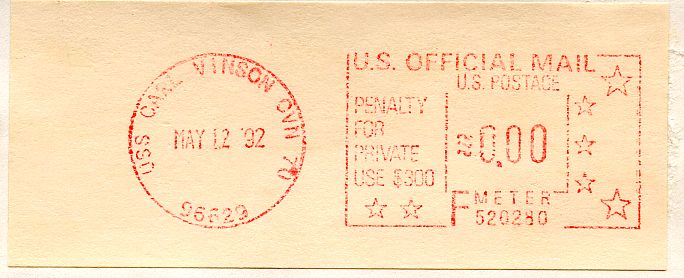 USS CARL VINSON CVN 70
MAY 12 '92
96629
U.S. OFFICIAL MAIL
U.S. POSTAGE
PENALTY
FOR
PRIVATE
USE $300
0.00
F METER
520280